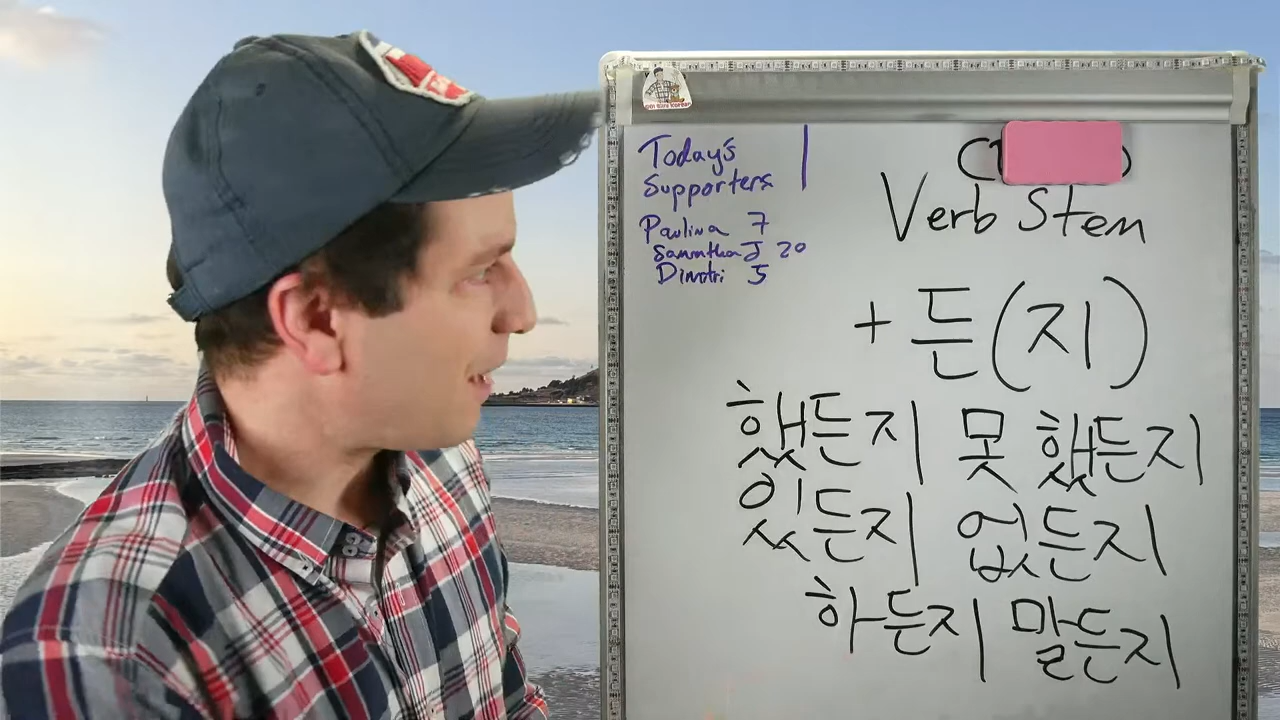 Today's
Supporters
Paulina 7
Samantha J 20
Dimitri 5
Verb Stem
+ 든(지)
했든지 못 했든지
있든지 없든지
하든지 말든지